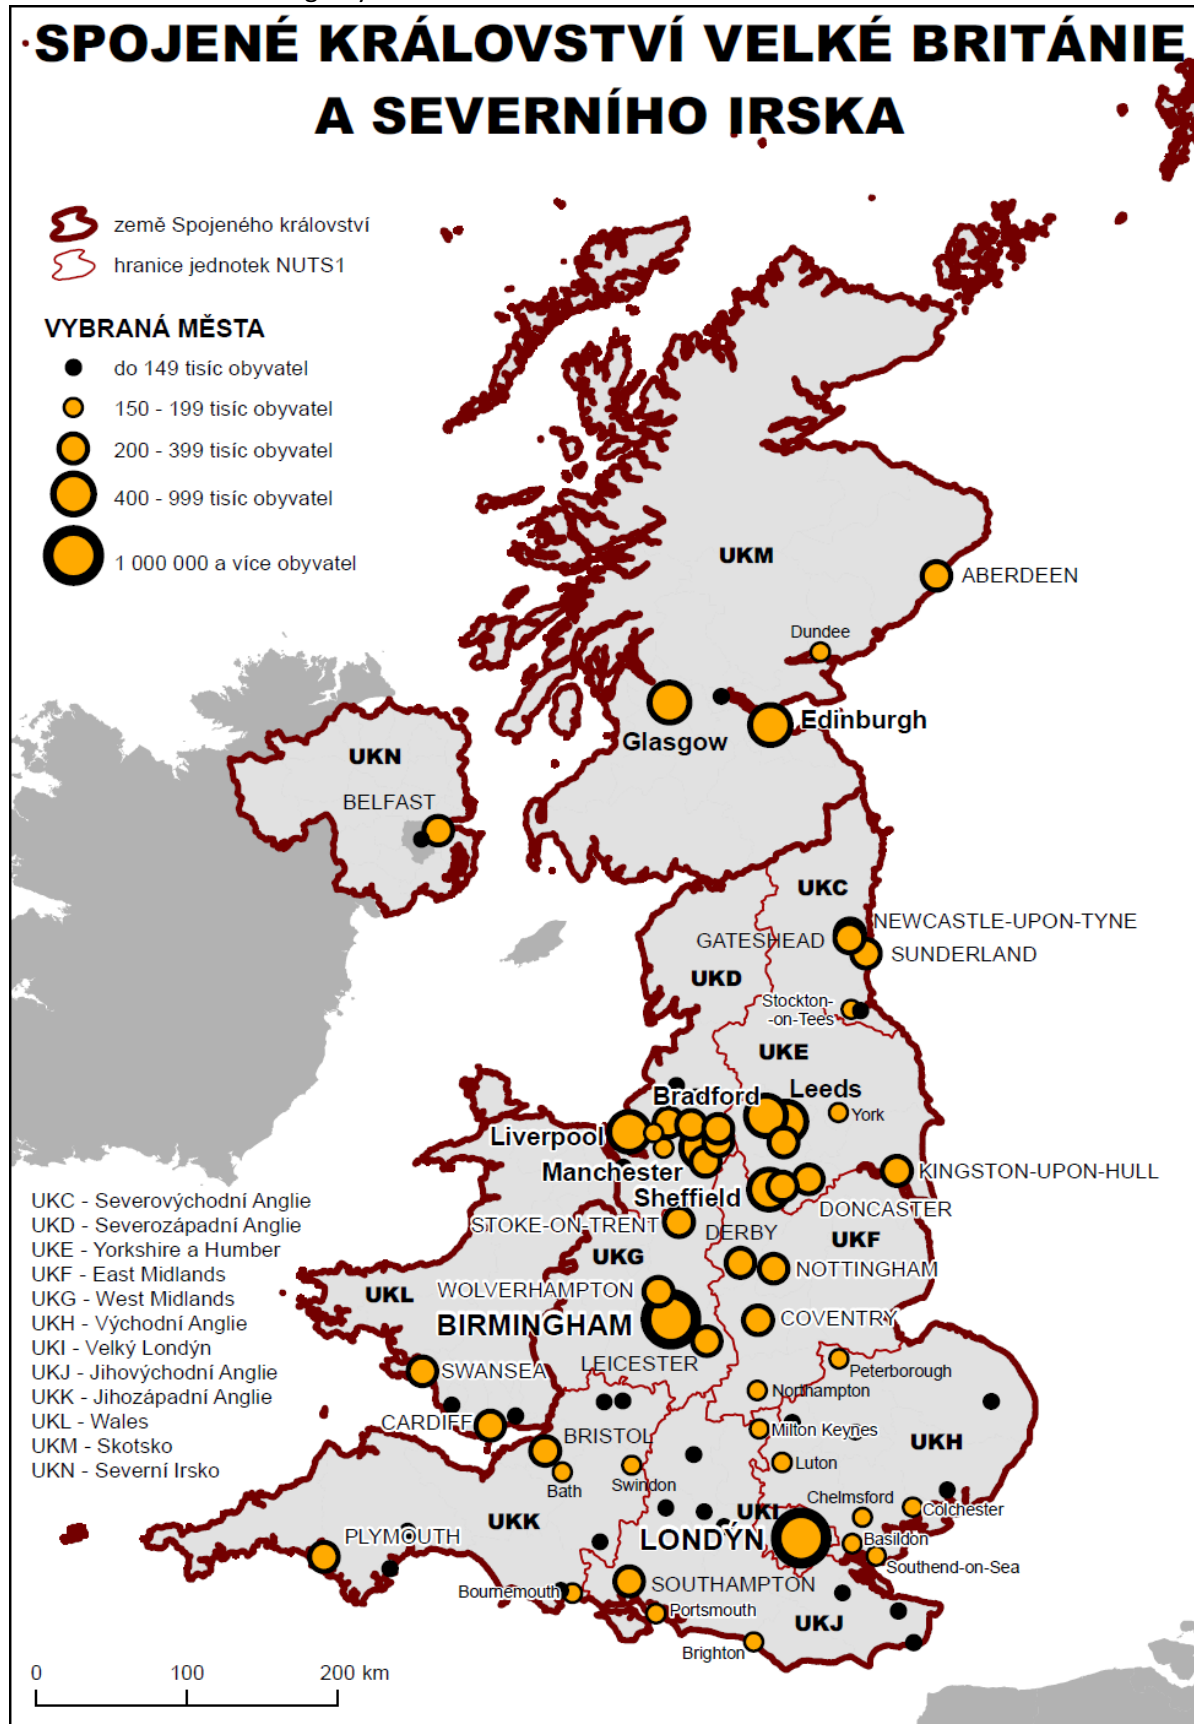 SPOJENÉ KRÁLOVSTVÍ VELKÉ BRITÁNIE
A SEVERNÍHO IRSKA
země Spojeného království
hranice jednotek NUTS1
VYBRANÁ MĚSTA
do 149 tisíc obyvatel
150 - 199 tisíc obyvatel
200 - 399 tisíc obyvatel
400 - 999 tisíc obyvatel
1 000 000 a více obyvatel
UKM
ABERDEEN
Dundee
Edinburgh
Glasgow
UKN
BELFAST
UKC
NEWCASTLE-UPON-TYNE
GATESHEAD
SUNDERLAND
UKD
Stockton-
-on-Tees
UKE
Bradford
Leeds
York
Liverpool
Manchester
KINGSTON-UPON-HULL
Sheffield
DONCASTER
STOKE-ON-TRENT
DERBY
UKF
UKG
NOTTINGHAM
WOLVERHAMPTON
UKL
BIRMINGHAM
COVENTRY
LEICESTER
Peterborough
SWANSEA
Northampton
CARDIFF
BRISTOL
Milton Keynes
UKH
Luton
Swindon
Bath
Chelmsford
Colchester
UKK
UKI
PLYMOUTH
LONDÝN
Basildon
Southend-on-Sea
SOUTHAMPTON
Bournemouth
Portsmouth
UKJ
Brighton
UKC - Severovýchodní Anglie
UKD - Severozápadní Anglie
UKE - Yorkshire a Humber
UKF - East Midlands
UKG - West Midlands
UKH - Východní Anglie
UKI - Velký Londýn
UKJ - Jihovýchodní Anglie
UKK - Jihozápadní Anglie
UKL - Wales
UKM - Skotsko
UKN - Severní Irsko
0 100 200 km